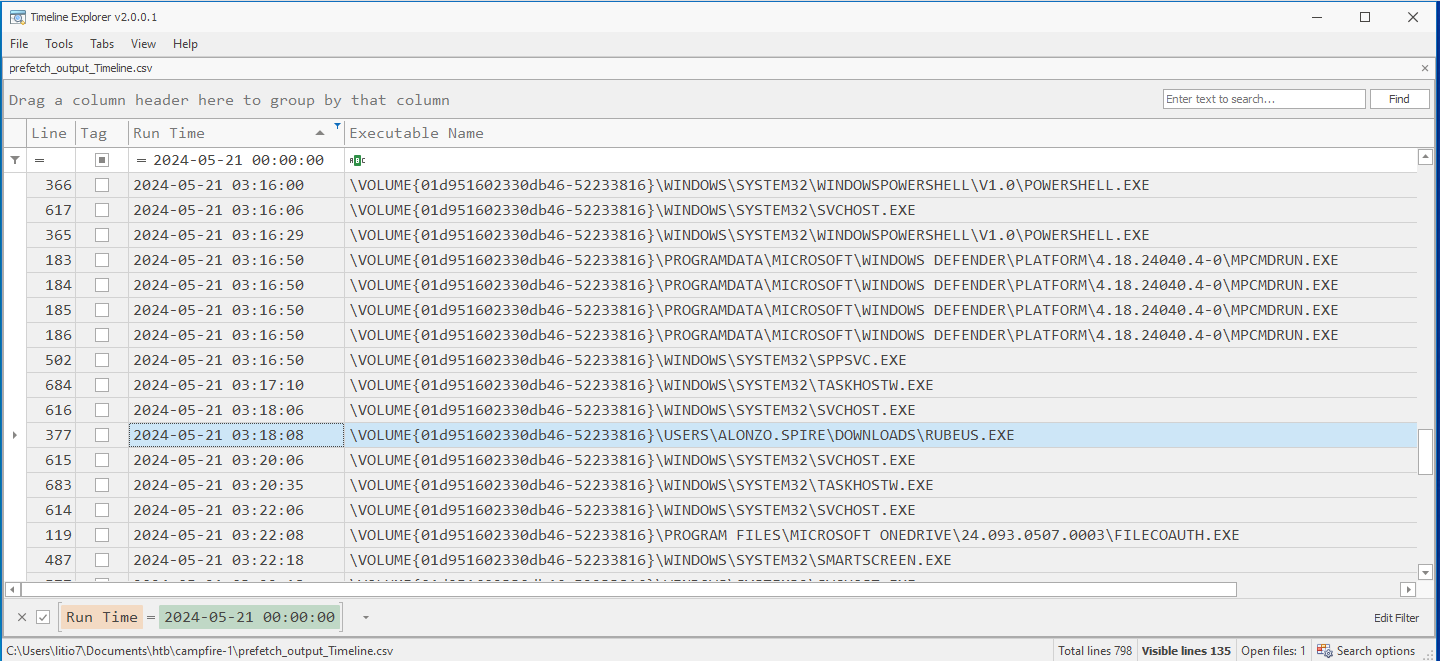 Timeline Explorer v2.0.0.1
File Tools Tabs View Help
prefetch_output_Timeline.csv
Drag a column header here to group by that column
Enter text to search... Find
Line Tag Run Time Executable Name
= = 2024-05-21 00:00:00
366 2024-05-21 03:16:00 \VOLUME{01d951602330db46-52233816}\WINDOWS\SYSTEM32\WINDOWSPOWERSHELL\V1.0\POWERSHELL.EXE
617 2024-05-21 03:16:06 \VOLUME{01d951602330db46-52233816}\WINDOWS\SYSTEM32\SVCHOST.EXE
365 2024-05-21 03:16:29 \VOLUME{01d951602330db46-52233816}\WINDOWS\SYSTEM32\WINDOWSPOWERSHELL\V1.0\POWERSHELL.EXE
183 2024-05-21 03:16:50 \VOLUME{01d951602330db46-52233816}\PROGRAMDATA\MICROSOFT\WINDOWS DEFENDER\PLATFORM\4.18.24040.4-0\MPCMDRUN.EXE
184 2024-05-21 03:16:50 \VOLUME{01d951602330db46-52233816}\PROGRAMDATA\MICROSOFT\WINDOWS DEFENDER\PLATFORM\4.18.24040.4-0\MPCMDRUN.EXE
185 2024-05-21 03:16:50 \VOLUME{01d951602330db46-52233816}\PROGRAMDATA\MICROSOFT\WINDOWS DEFENDER\PLATFORM\4.18.24040.4-0\MPCMDRUN.EXE
186 2024-05-21 03:16:50 \VOLUME{01d951602330db46-52233816}\PROGRAMDATA\MICROSOFT\WINDOWS DEFENDER\PLATFORM\4.18.24040.4-0\MPCMDRUN.EXE
502 2024-05-21 03:16:50 \VOLUME{01d951602330db46-52233816}\WINDOWS\SYSTEM32\SPPSVC.EXE
684 2024-05-21 03:17:10 \VOLUME{01d951602330db46-52233816}\WINDOWS\SYSTEM32\TASKHOSTW.EXE
616 2024-05-21 03:18:06 \VOLUME{01d951602330db46-52233816}\WINDOWS\SYSTEM32\SVCHOST.EXE
377 2024-05-21 03:18:08 \VOLUME{01d951602330db46-52233816}\USERS\ALONZO.SPIRE\DOWNLOADS\RUBEUS.EXE
615 2024-05-21 03:20:06 \VOLUME{01d951602330db46-52233816}\WINDOWS\SYSTEM32\SVCHOST.EXE
683 2024-05-21 03:20:35 \VOLUME{01d951602330db46-52233816}\WINDOWS\SYSTEM32\TASKHOSTW.EXE
614 2024-05-21 03:22:06 \VOLUME{01d951602330db46-52233816}\WINDOWS\SYSTEM32\SVCHOST.EXE
119 2024-05-21 03:22:08 \VOLUME{01d951602330db46-52233816}\PROGRAM FILES\MICROSOFT ONEDRIVE\24.093.0507.0003\FILECOAUTH.EXE
487 2024-05-21 03:22:18 \VOLUME{01d951602330db46-52233816}\WINDOWS\SYSTEM32\SMARTSCREEN.EXE
Run Time = 2024-05-21 00:00:00 Edit Filter
C:\Users\litio7\Documents\htb\campfire-1\prefetch_output_Timeline.csv Total lines 798 Visible lines 135 Open files: 1 Search options